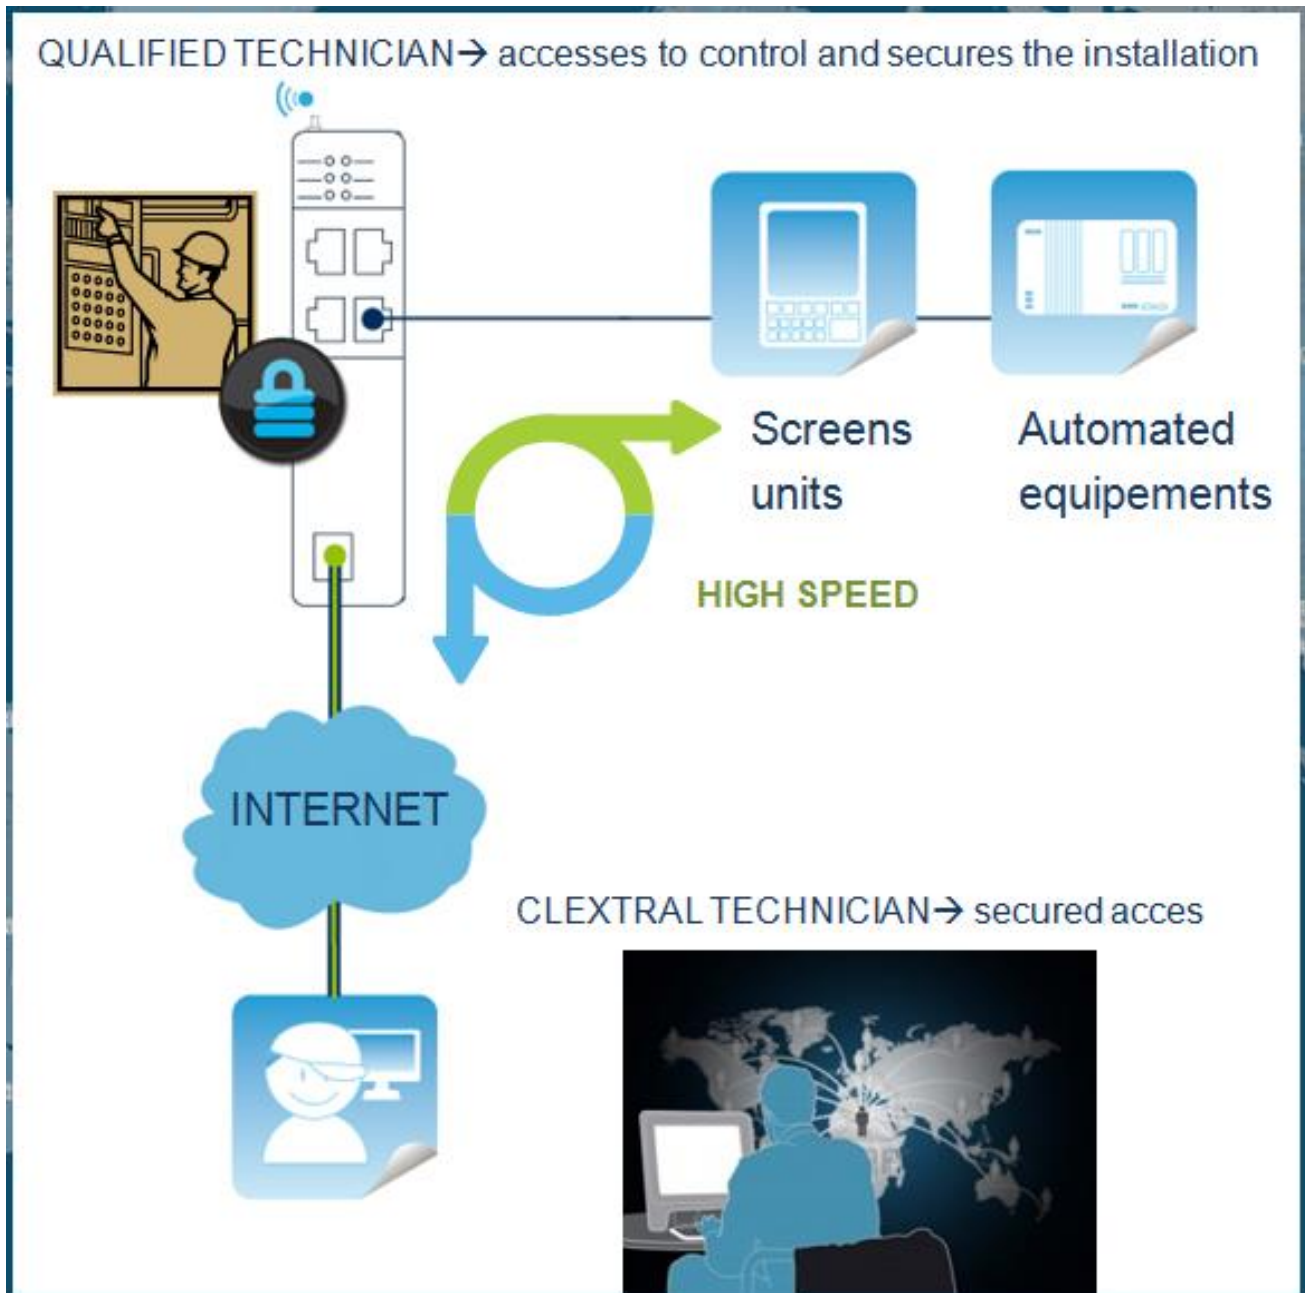 QUALIFIED TECHNICIAN→ accesses to control and secures the installation
Screens
units
Automated
equipements
HIGH SPEED
INTERNET
CLEXTRAL TECHNICIAN→ secured acces